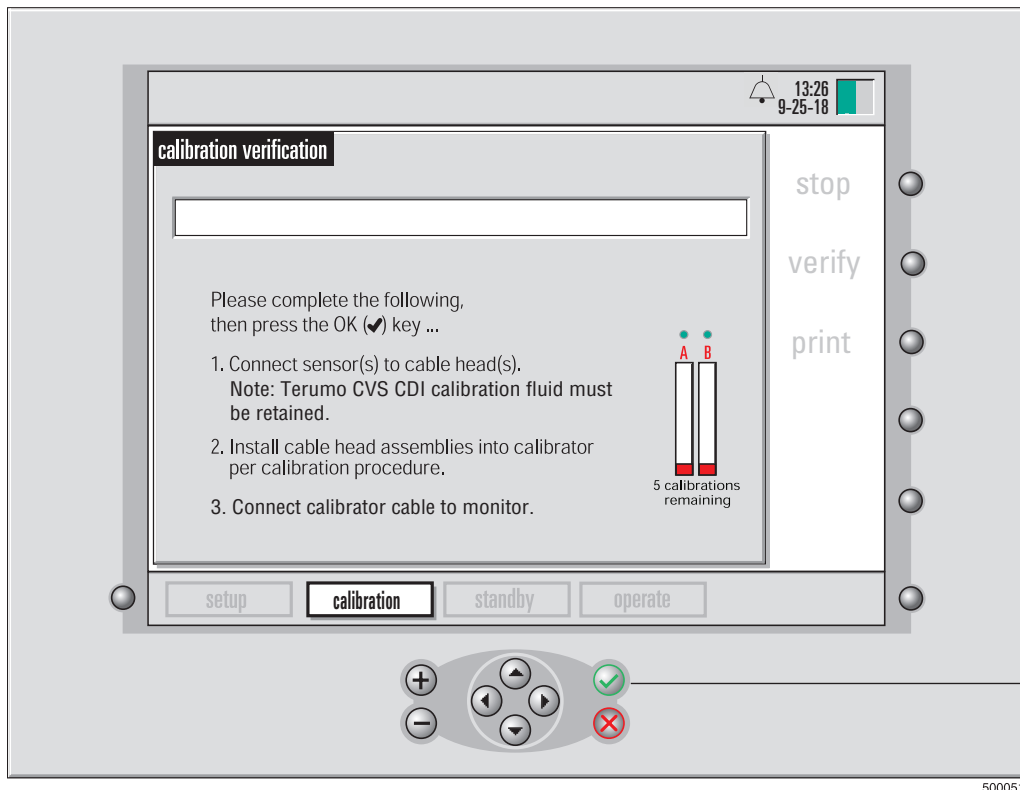 13:26
9-25-18
calibration verification
stop
verify
print
Please complete the following,
then press the OK (✔) key ...
1. Connect sensor(s) to cable head(s).
Note: Terumo CVS CDI calibration fluid must
be retained.
2. Install cable head assemblies into calibrator
per calibration procedure.
3. Connect calibrator cable to monitor.
A B
5 calibrations
remaining
setup calibration standby operate